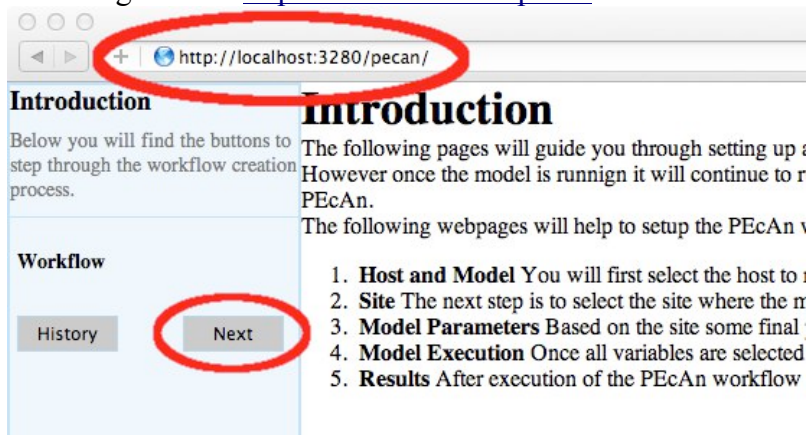 http://localhost:3280/pecan/
Introduction
Below you will find the buttons to
step through the workflow creation
process.
Workflow
History
Next
Introduction
The following pages will guide you through setting up a
However once the model is runnign it will continue to r
PEcAn.
The following webpages will help to setup the PEcAn w
1. Host and Model You will first select the host to
2. Site The next step is to select the site where the m
3. Model Parameters Based on the site some final
4. Model Execution Once all variables are selected
5. Results After execution of the PEcAn workflow